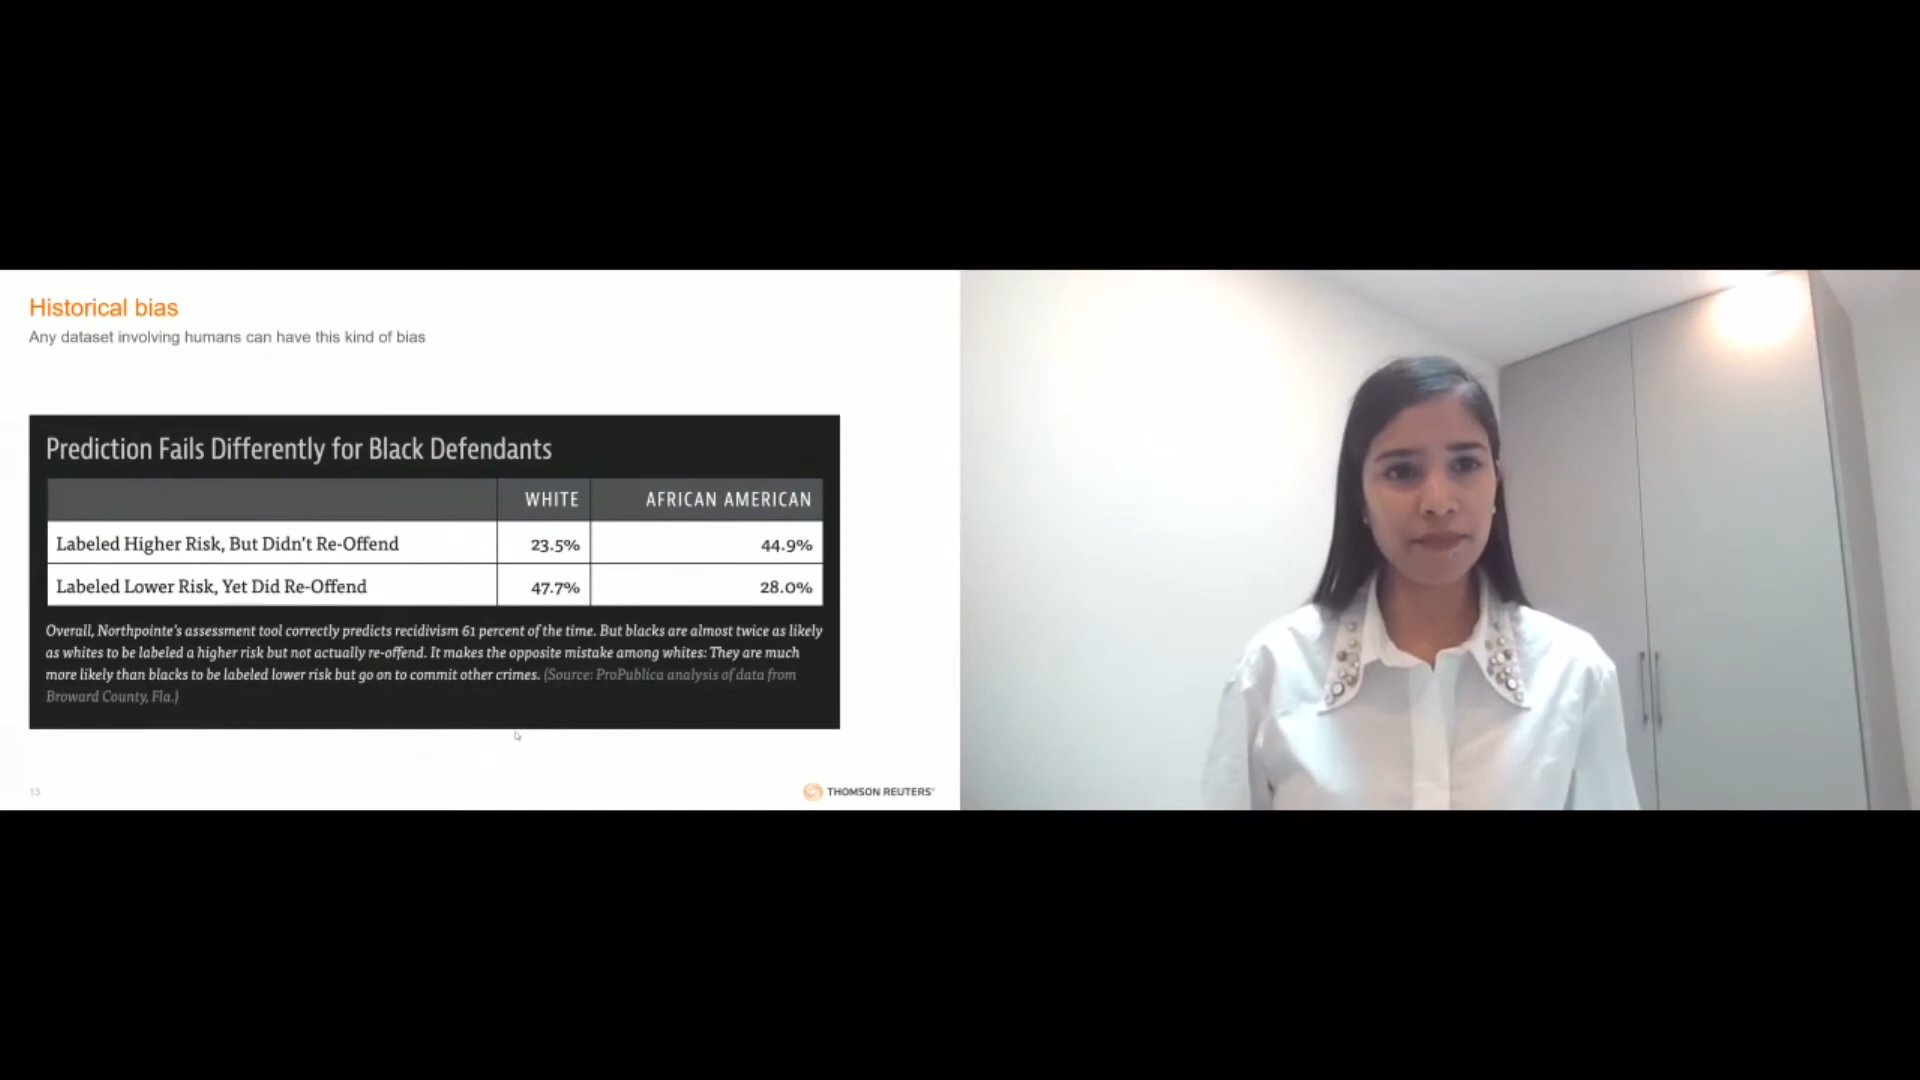 Historical bias
Any dataset involving humans can have this kind of bias
Prediction Fails Differently for Black Defendants
WHITE AFRICAN AMERICAN
Labeled Higher Risk, But Didn't Re-Offend 23.5% 44.9%
Labeled Lower Risk, Yet Did Re-Offend 47.7% 28.0%
Overall, Northpointe's assessment tool correctly predicts recidivism 61 percent of the time. But blacks are almost twice as likely
as whites to be labeled a higher risk but not actually re-offend. It makes the opposite mistake among whites: They are much
more likely than blacks to be labeled lower risk but go on to commit other crimes. (Source: ProPublica analysis of data from
Broward County, Fla.)
13
THOMSON REUTERS